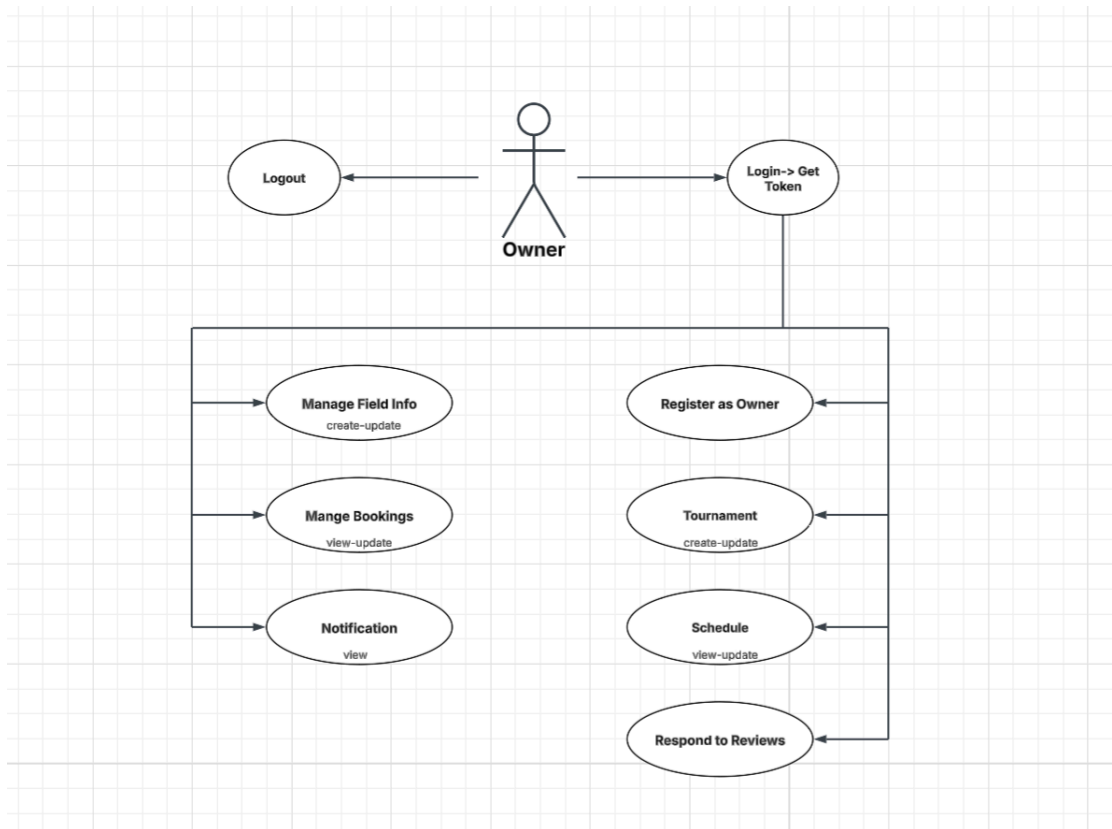 Logout
Login-> Get
Token
Owner
Manage Field Info
create-update
Register as Owner
Mange Bookings
view-update
Tournament
create-update
Notification
view
Schedule
view-update
Respond to Reviews